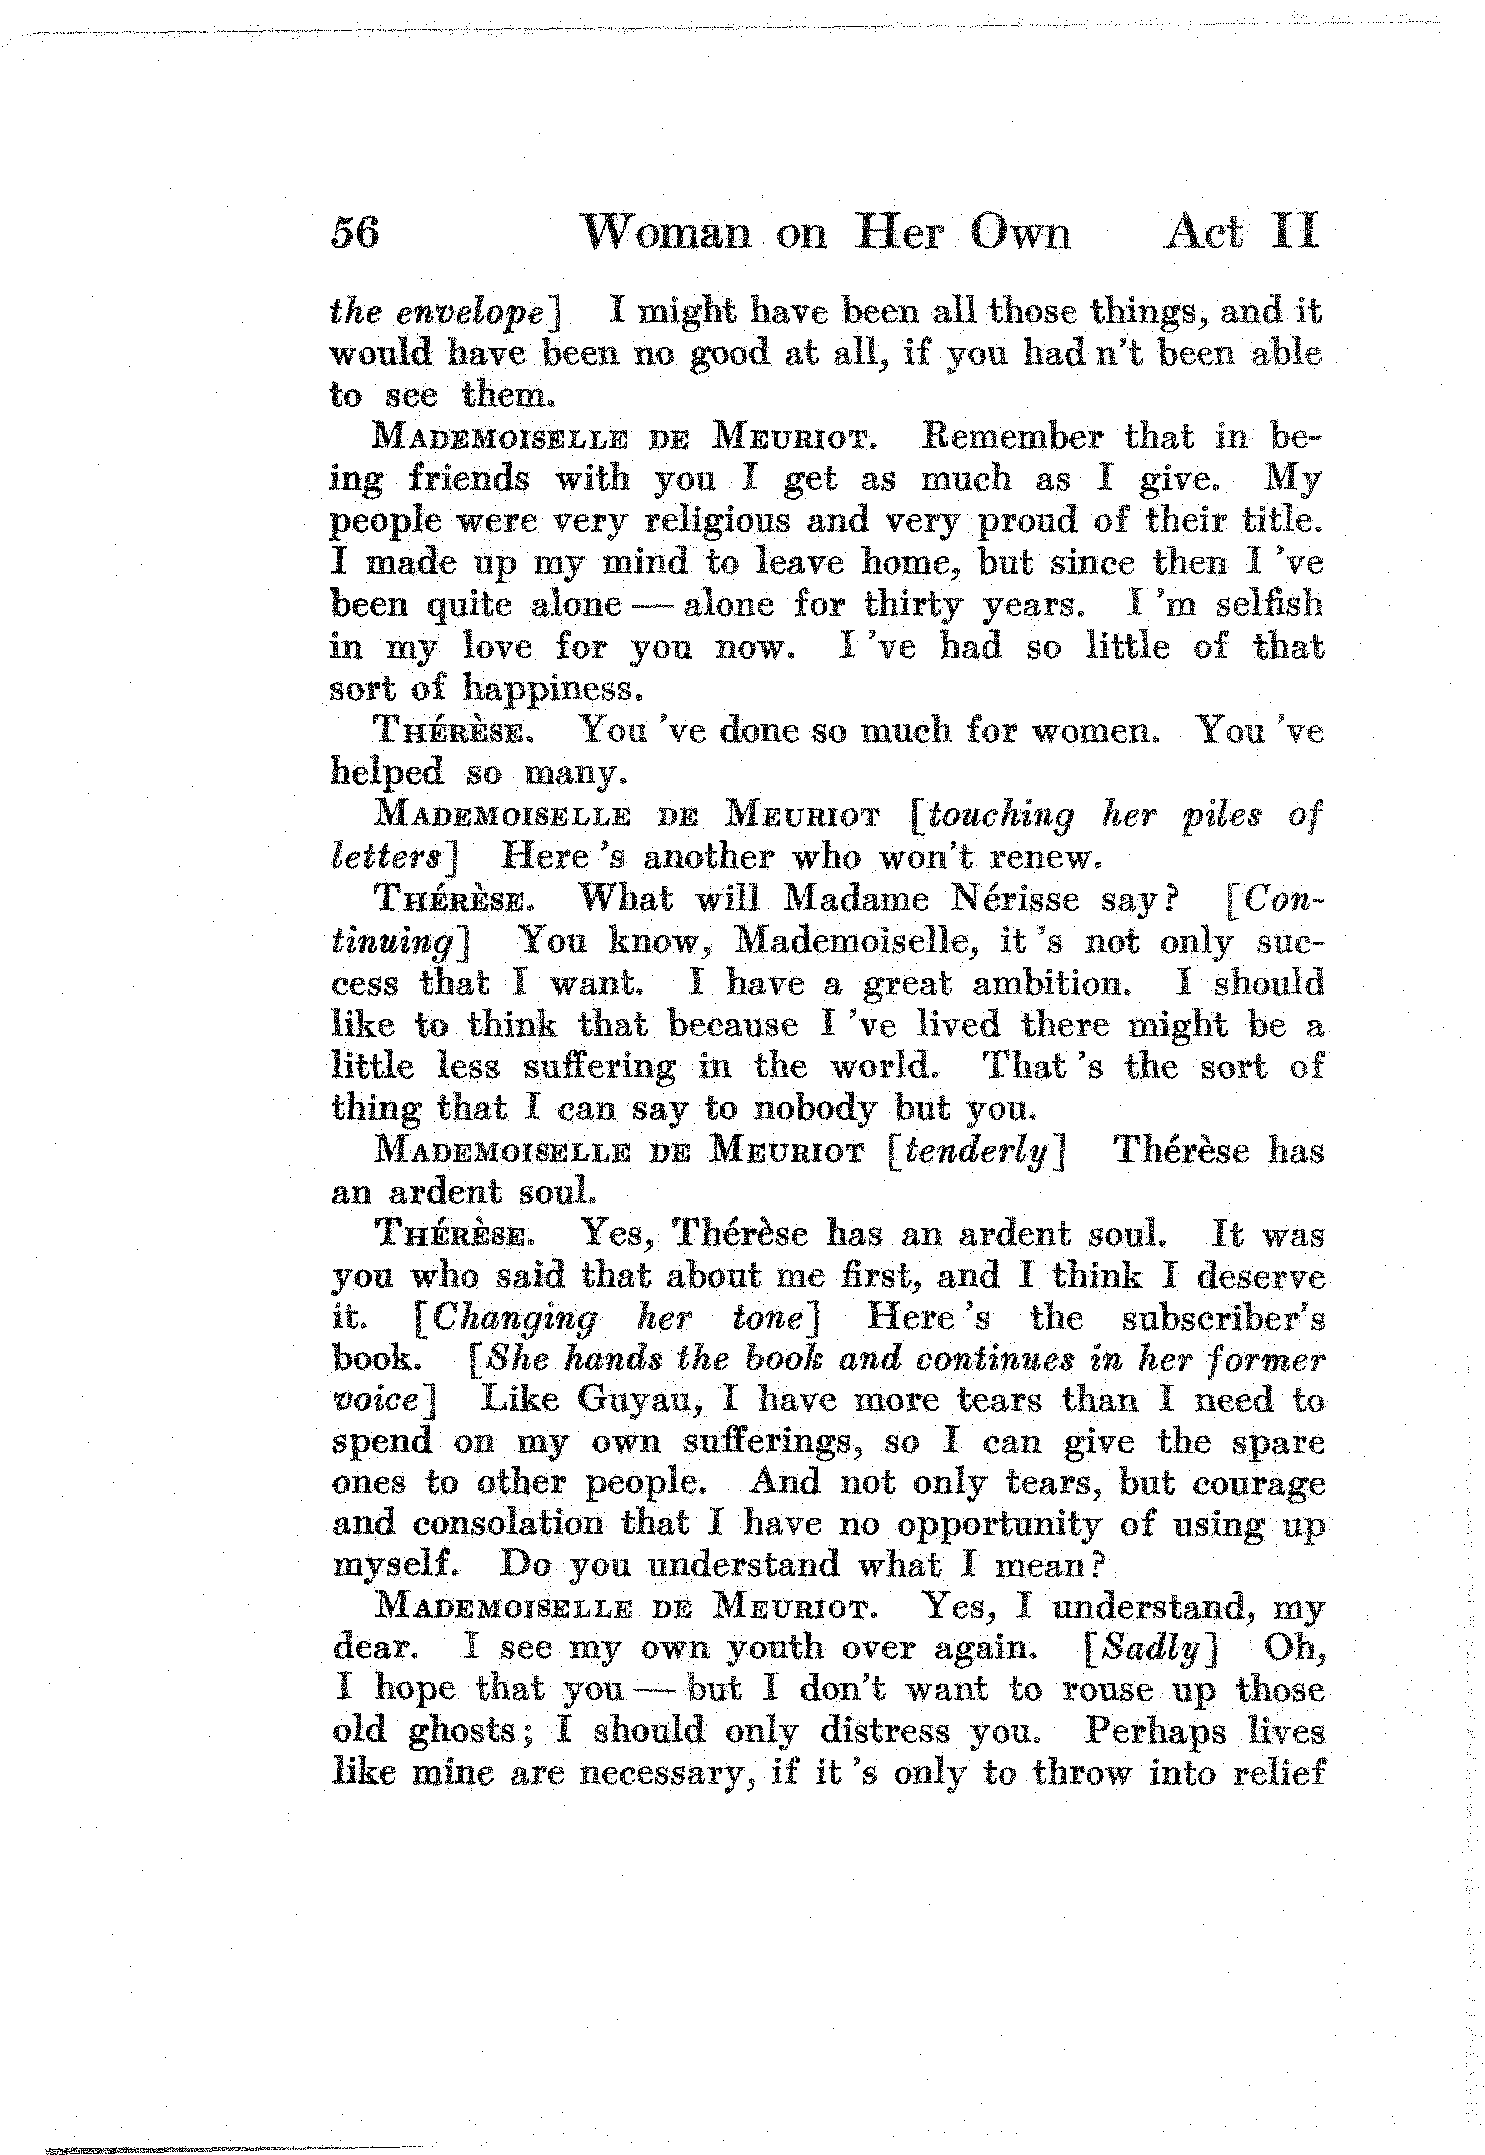 56 Woman on Her Own Act II
the envelope] I might have been all those things, and it
would have been no good at all, if you had n't been able
to see them.
MADEMOISELLE DE MEURIOT. Remember that in be-
ing friends with you I get as much as I give. My
people were very religious and very proud of their title.
I made up my mind to leave home, but since then I 've
been quite alone — alone for thirty years. I 'm selfish
in my love for you now. I 've had so little of that
sort of happiness.
THÉRÈSE. You 've done so much for women. You 've
helped so many.
MADEMOISELLE DE MEURIOT [touching her piles of
letters] Here 's another who won't renew.
THÉRÈSE. What will Madame Nérisse say? [Con-
tinuing] You know, Mademoiselle, it 's not only suc-
cess that I want. I have a great ambition. I should
like to think that because I 've lived there might be a
little less suffering in the world. That 's the sort of
thing that I can say to nobody but you.
MADEMOISELLE DE MEURIOT [tenderly] Thérèse has
an ardent soul.
THÉRÈSE. Yes, Thérèse has an ardent soul. It was
you who said that about me first, and I think I deserve
it. [Changing her tone] Here 's the subscriber's
book. [She hands the book and continues in her former
voice] Like Guyau, I have more tears than I need to
spend on my own sufferings, so I can give the spare
ones to other people. And not only tears, but courage
and consolation that I have no opportunity of using up
myself. Do you understand what I mean?
MADEMOISELLE DE MEURIOT. Yes, I understand, my
dear. I see my own youth over again. [Sadly] Oh,
I hope that you — but I don't want to rouse up those
old ghosts; I should only distress you. Perhaps lives
like mine are necessary, if it 's only to throw into relief